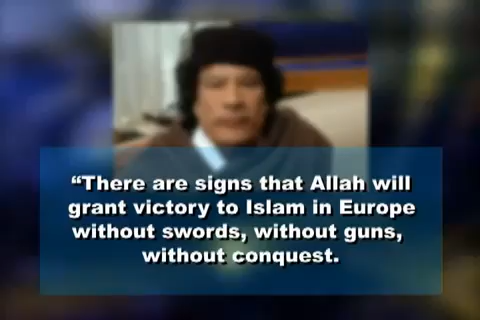 “There are signs that Allah will
grant victory to Islam in Europe
without swords, without guns,
without conquest.